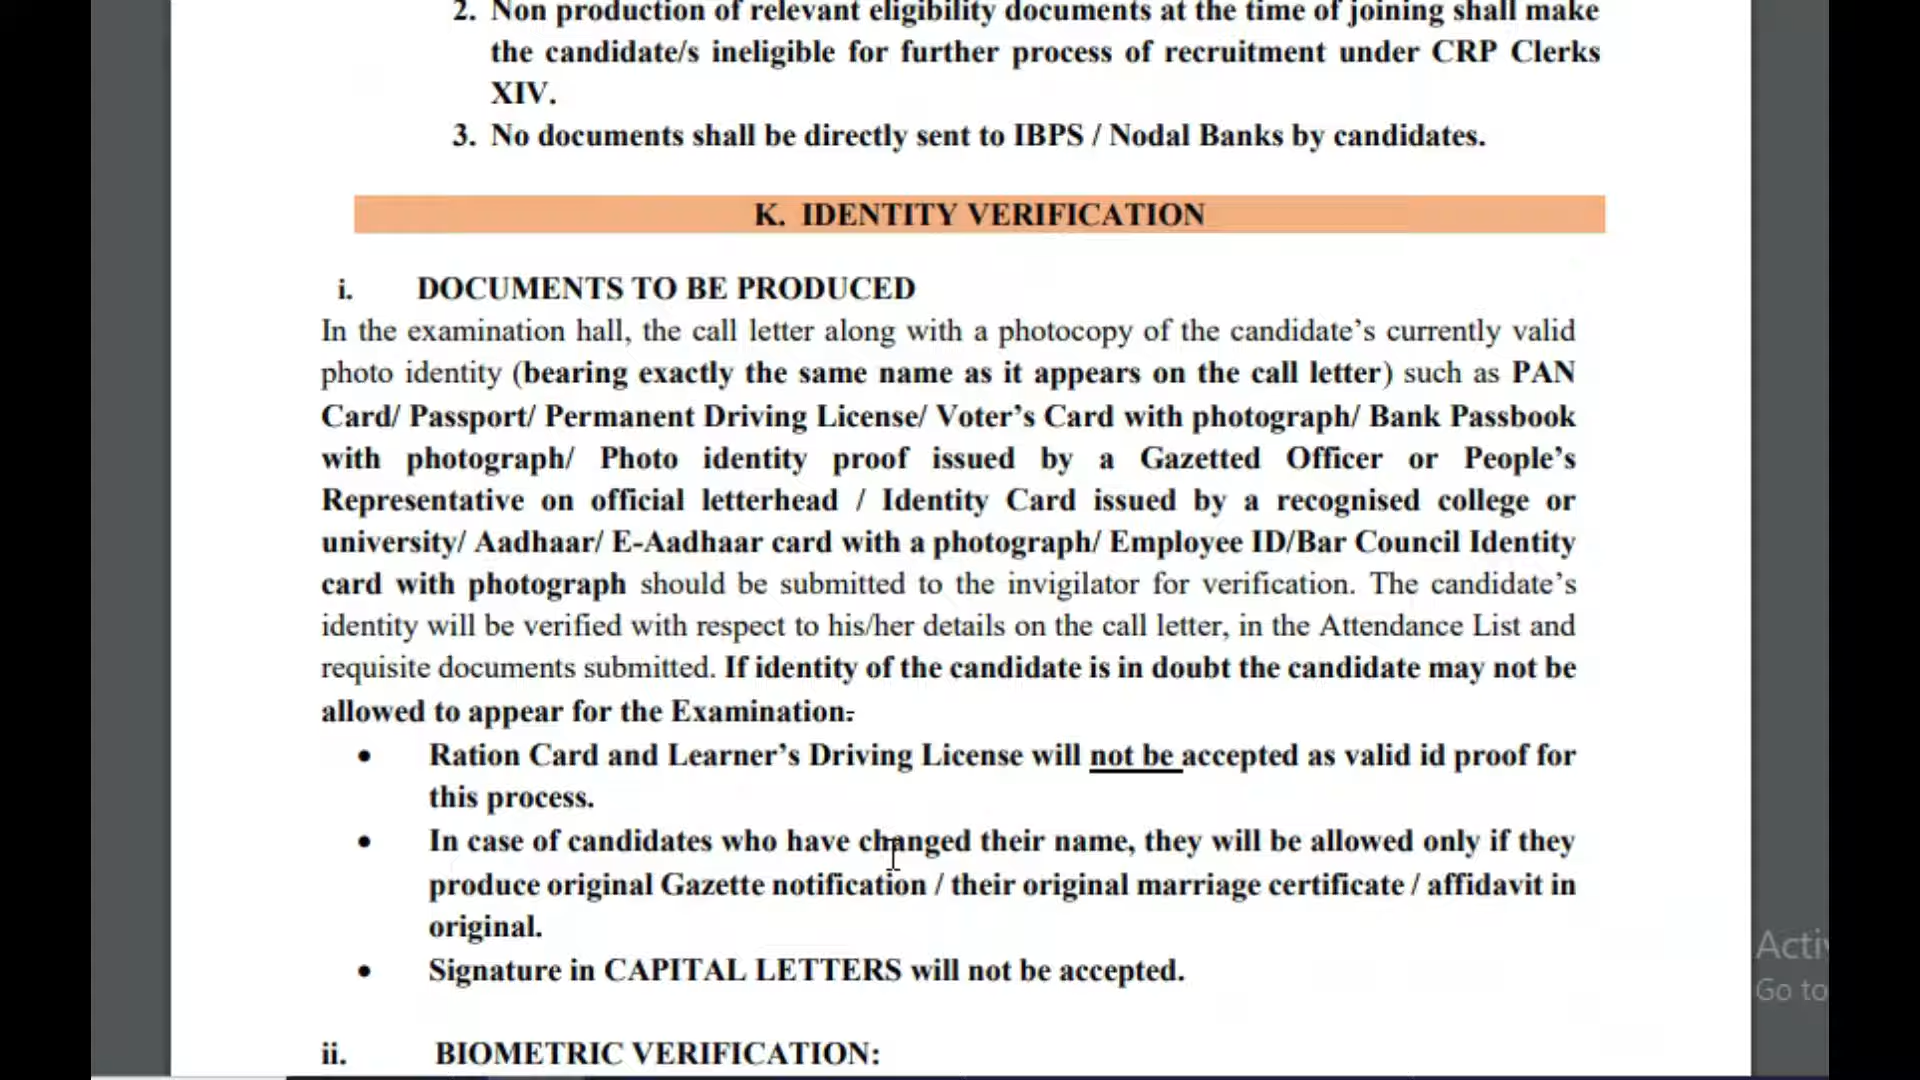 2. Non production of relevant eligibility documents at the time of joining shall make
the candidate/s ineligible for further process of recruitment under CRP Clerks
XIV.
3. No documents shall be directly sent to IBPS / Nodal Banks by candidates.
K. IDENTITY VERIFICATION
i. DOCUMENTS TO BE PRODUCED
In the examination hall, the call letter along with a photocopy of the candidate’s currently valid
photo identity (bearing exactly the same name as it appears on the call letter) such as PAN
Card/ Passport/ Permanent Driving License/ Voter’s Card with photograph/ Bank Passbook
with photograph/ Photo identity proof issued by a Gazetted Officer or People’s
Representative on official letterhead / Identity Card issued by a recognised college or
university/ Aadhaar/ E-Aadhaar card with a photograph/ Employee ID/Bar Council Identity
card with photograph should be submitted to the invigilator for verification. The candidate’s
identity will be verified with respect to his/her details on the call letter, in the Attendance List and
requisite documents submitted. If identity of the candidate is in doubt the candidate may not be
allowed to appear for the Examination.
• Ration Card and Learner’s Driving License will not be accepted as valid id proof for
this process.
• In case of candidates who have changed their name, they will be allowed only if they
produce original Gazette notification / their original marriage certificate / affidavit in
original.
• Signature in CAPITAL LETTERS will not be accepted.
Acti
Go to
ii. BIOMETRIC VERIFICATION: